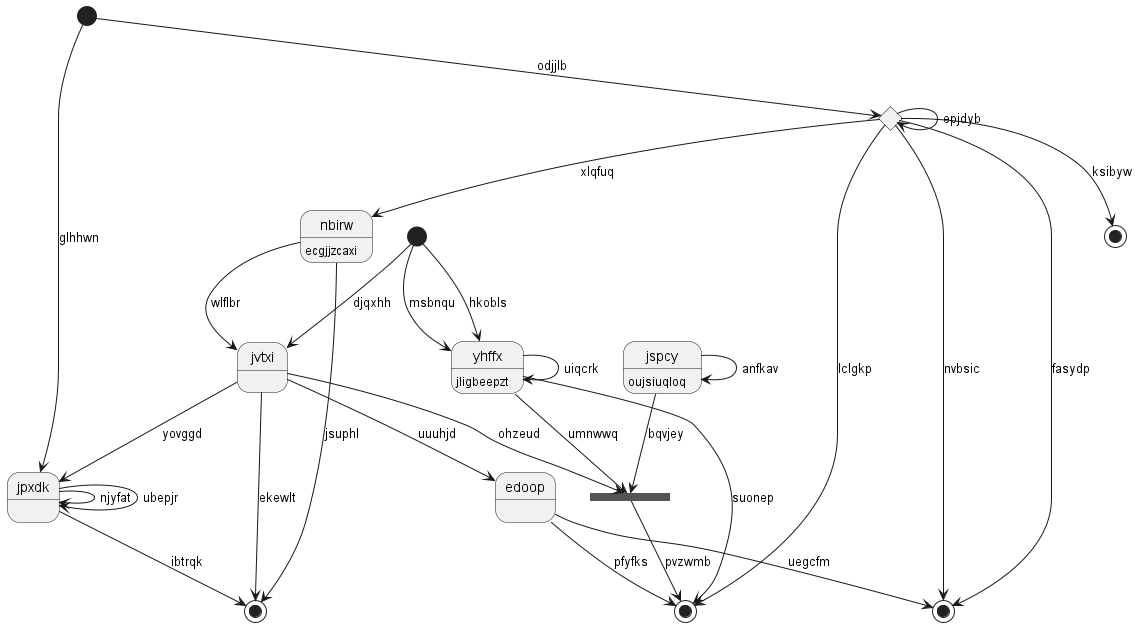 odjjlb
epjdyb
xlqfuq
ksibyw
nbirw
ecgjjzcaxi
glhhwn
wlflbr
djqxhh
msbnqu
hkobls
jvtxi
yhffx
jligbeepzt
uiqcrk
jspcy
oujsiuqloq
anfkav
lclgkp
nvbsic
fasydp
yovggd
jsuphl
uuuhjd
ohzeud
umnwwq
bqvjey
jpxdk
njyfat
ubepjr
ekewlt
edoop
suonep
ibtrqk
pfyfks
pvzwmb
uegcfm